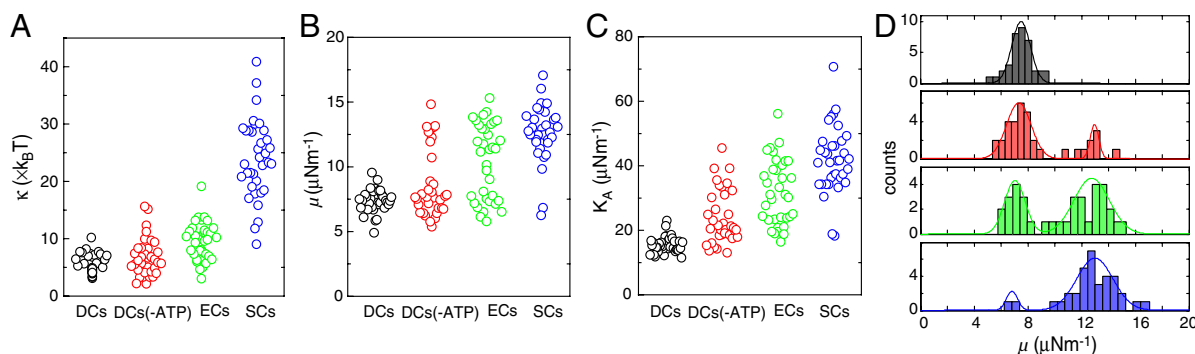 A
κ (×k_BT)
40
30
20
10
0
DCs DCs(-ATP) ECs SCs
B
μ (μNm⁻¹)
20
15
10
5
0
DCs DCs(-ATP) ECs SCs
C
K_A (μNm⁻¹)
80
60
40
20
0
DCs DCs(-ATP) ECs SCs
D
counts
10
5
0
4
0
4
0
4
0
0 4 8 12 16 20
μ (μNm⁻¹)